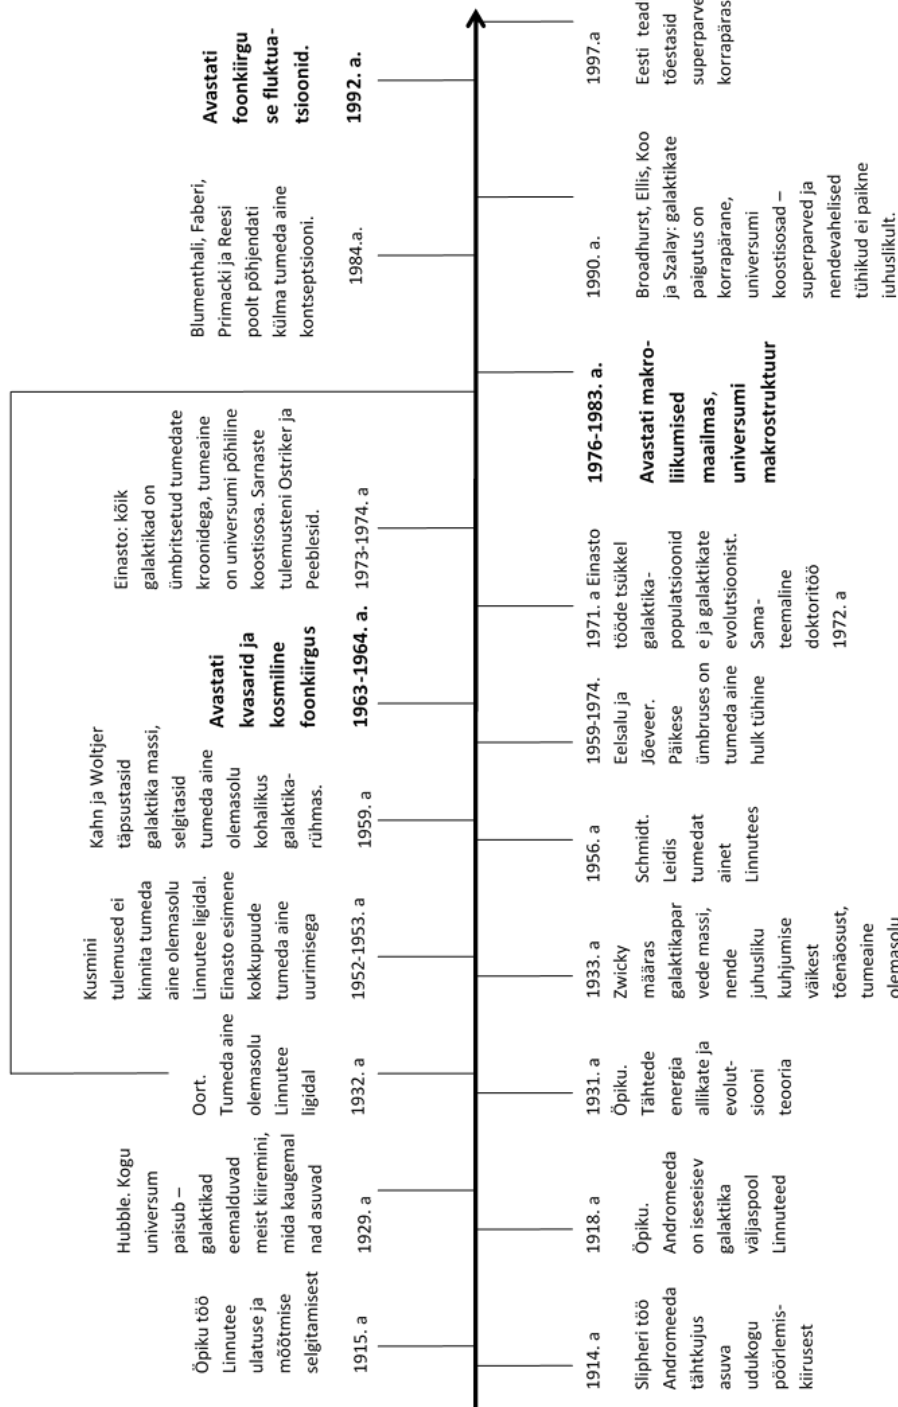 Öpiku töö
Linnutee
ulatuse ja
mõõtmise
selgitamisest
1915. a
Hubble. Kogu
universum
paisub –
galaktikad
eemalduvad
meist kiiremini,
mida kaugemal
nad asuvad
1929. a
Oort.
Tumeda aine
olemasolu
Linnutee
ligidal
1932. a
Kusmini
tulemused ei
kinnita tumeda
aine olemasolu
Linnutee ligidal.
Einasto esimene
kokkupuude
tumeda aine
uurimisega
1952-1953. a
Kahn ja Woltjer
täpsustasid
galaktika massi,
selgitasid
tumeda aine
olemasolu
kohalikus
galaktika-
rühmas.
1959. a
Avastati
kvasarid ja
kosmiline
foonkiirgus
1963-1964. a.
Einasto: kõik
galaktikad on
ümbritsetud tumedate
kroonidega, tumeaine
on universumi põhiline
koostisosa. Sarnaste
tulemusteni Ostriker ja
Peeblesid.
1973-1974. a
Blumenthali, Faberi,
Primacki ja Reesi
poolt põhjendati
külma tumeda aine
kontseptsiooni.
1984.a.
Avastati
foonkiirgu
se fluktua-
tsioonid.
1992. a.
1914. a
Slipheri töö
Andromeeda
tähtkujus
asuva
udukogu
pöörlemis-
kiirusest
1918. a
Öpiku.
Andromeeda
on iseseisev
galaktika
väljaspool
Linnuteed
1931. a
Öpiku.
Tähtede
energia
allikate ja
evolut-
siooni
teooria
1933. a
Zwicky
määras
galaktikapar
vede massi,
nende
juhusliku
kuhjumise
väikest
tõenäosust,
tumeaine
olemasolu
1956. a
Schmidt.
Leidis
tumedat
ainet
Linnutees
1959-1974.
Eelsalu ja
Jõeveer.
Päikese
ümbruses on
tumeda aine
hulk tühine
1971. a Einasto
tööde tsükkel
galaktika-
populatsioonid
e ja galaktikate
evolutsioonist.
Sama-
teemaline
doktoritöö
1972. a
1976-1983. a.
Avastati makro-
liikumised
maailmas,
universumi
makrostruktuur
1990. a.
Broadhurst, Ellis, Koo
ja Szalay: galaktikate
paigutus on
korrapärane,
universumi
koostisosad –
superparved ja
nendevahelised
tühikud ei paikne
juhuslikult.
1997.a
Eesti tead
tõestasid
superparve
korrapäras